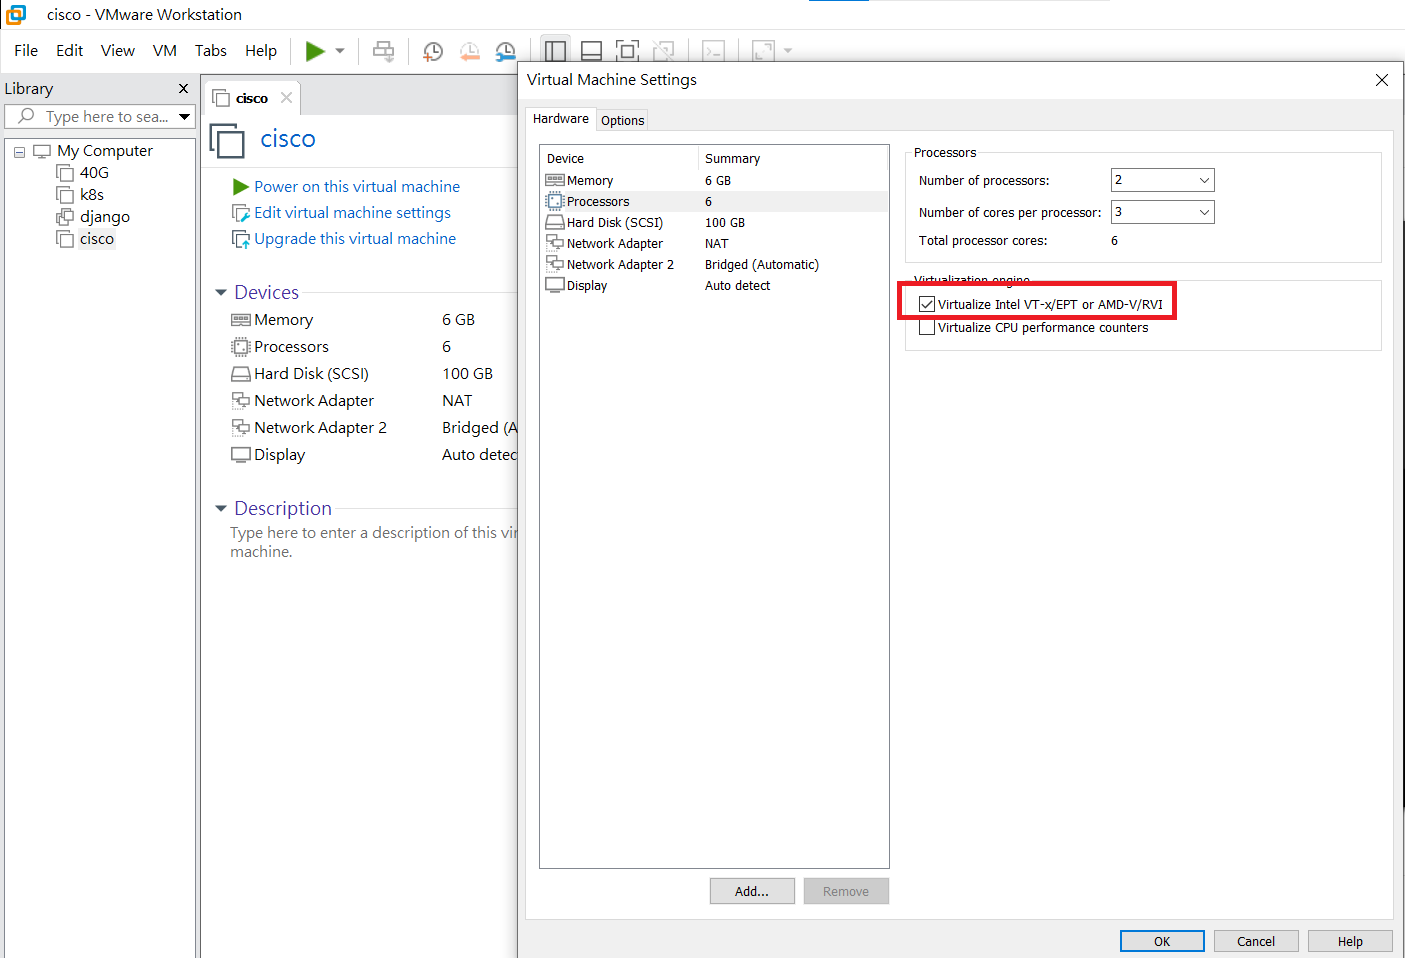 cisco - VMware Workstation
File Edit View VM Tabs Help
Library
Type here to sea...
My Computer
40G
k8s
django
cisco
cisco
cisco
Power on this virtual machine
Edit virtual machine settings
Upgrade this virtual machine
Devices
Memory 6 GB
Processors 6
Hard Disk (SCSI) 100 GB
Network Adapter NAT
Network Adapter 2 Bridged (A
Display Auto detec
Description
Type here to enter a description of this vir
machine.
Virtual Machine Settings
Hardware Options
Device Summary
Memory 6 GB
Processors 6
Hard Disk (SCSI) 100 GB
Network Adapter NAT
Network Adapter 2 Bridged (Automatic)
Display Auto detect
Add... Remove
Processors
Number of processors: 2
Number of cores per processor: 3
Total processor cores: 6
Virtualization engine
Virtualize Intel VT-x/EPT or AMD-V/RVI
Virtualize CPU performance counters
OK Cancel Help